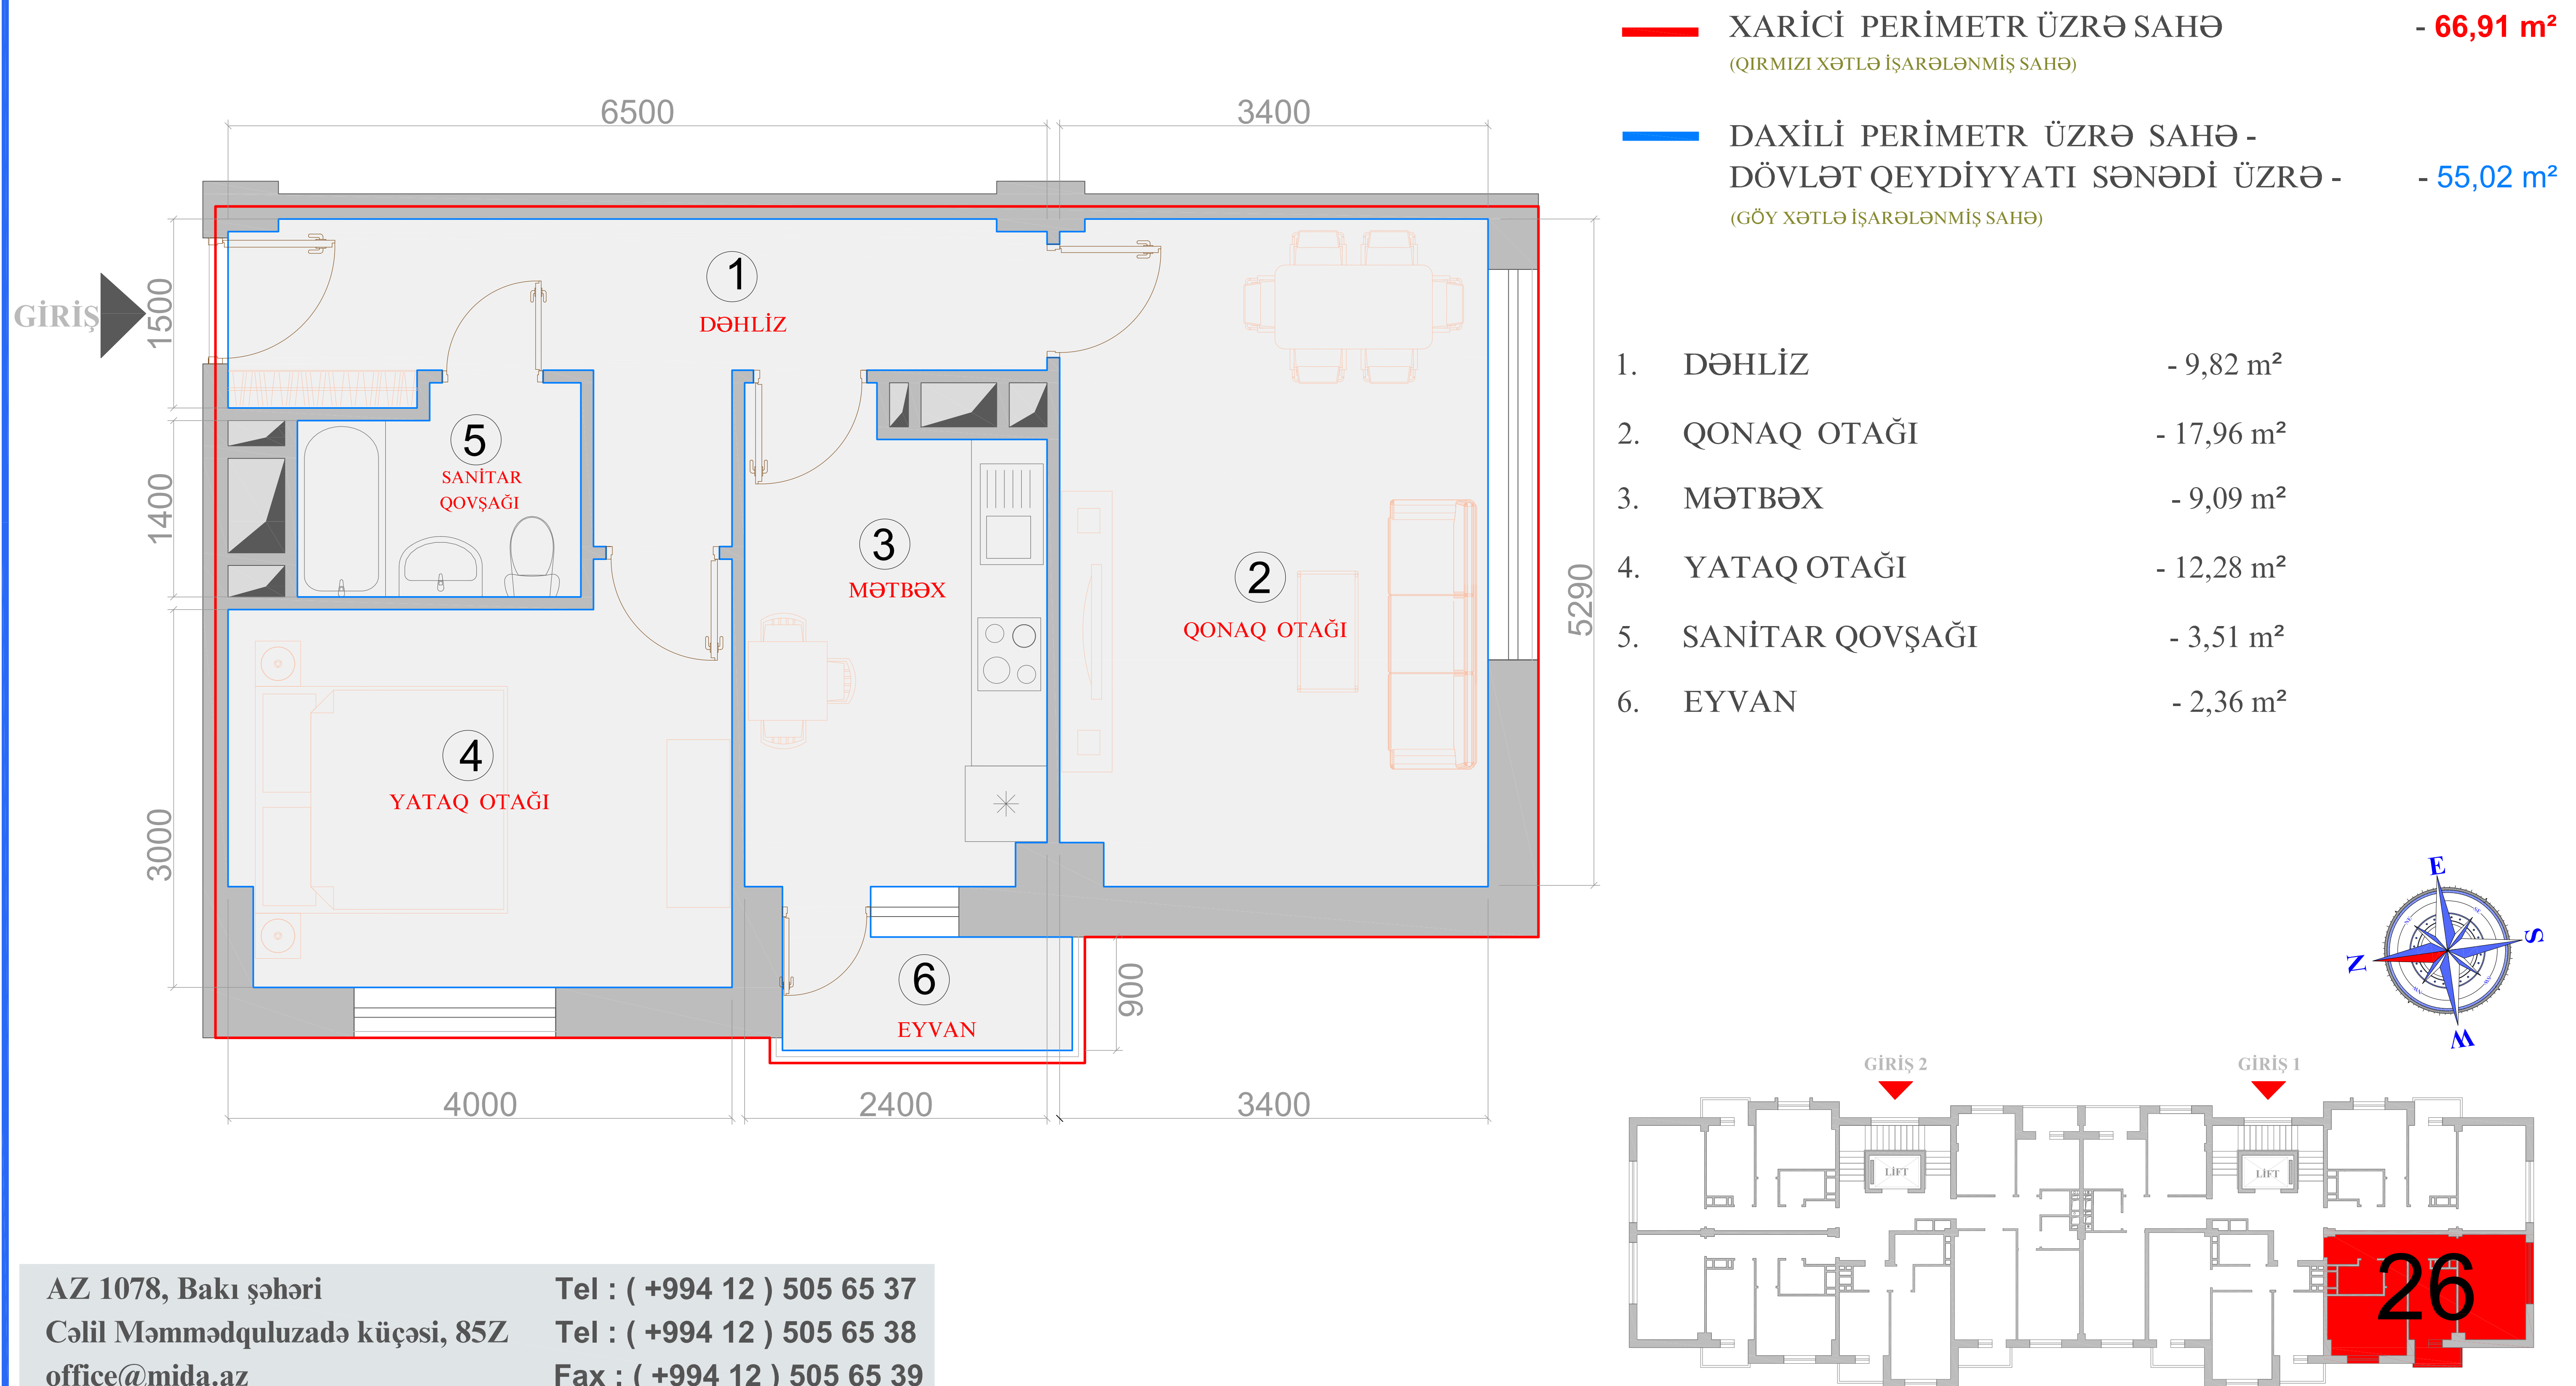 XARİCİ PERİMETR ÜZRƏ SAHƏ - 66,91 m²
(QIRMIZI XƏTLƏ İŞARƏLƏNMİŞ SAHƏ)
DAXİLİ PERİMETR ÜZRƏ SAHƏ -
DÖVLƏT QEYDİYYATI SƏNƏDİ ÜZRƏ - - 55,02 m²
(GÖY XƏTLƏ İŞARƏLƏNMİŞ SAHƏ)
1. DƏHLİZ - 9,82 m²
2. QONAQ OTAĞI - 17,96 m²
3. MƏTBƏX - 9,09 m²
4. YATAQ OTAĞI - 12,28 m²
5. SANİTAR QOVŞAĞI - 3,51 m²
6. EYVAN - 2,36 m²
6500
3400
GİRİŞ
1500
1400
3000
5290
900
1
DƏHLİZ
5
SANİTAR
QOVŞAĞI
3
MƏTBƏX
2
QONAQ OTAĞI
4
YATAQ OTAĞI
6
EYVAN
4000
2400
3400
E
S
N
W
GİRİŞ 2
GİRİŞ 1
LİFT
LİFT
26
AZ 1078, Bakı şəhəri Tel : ( +994 12 ) 505 65 37
Cəlil Məmmədquluzadə küçəsi, 85Z Tel : ( +994 12 ) 505 65 38
office@mida.az Fax : ( +994 12 ) 505 65 39